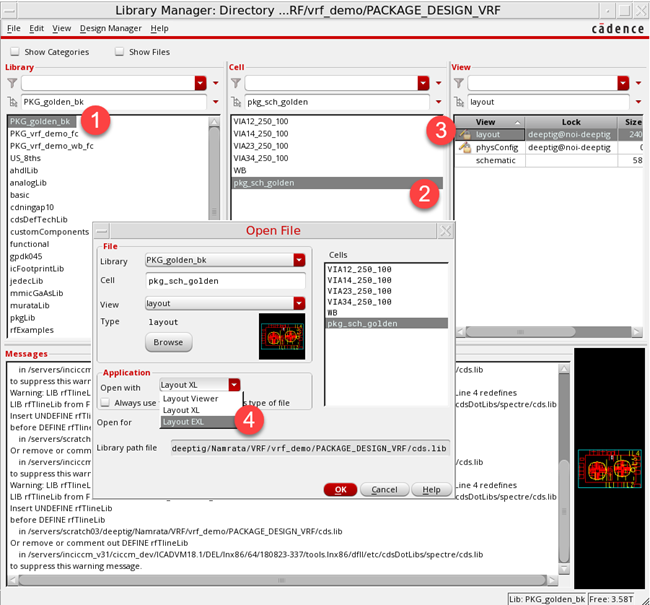 Library Manager: Directory ...RF/vrf_demo/PACKAGE_DESIGN_VRF
File Edit View Design Manager Help
cādence
Show Categories Show Files
Library
PKG_golden_bk
PKG_golden_bk
PKG_vrf_demo_fc
PKG_vrf_demo_wb_fc
US_8ths
ahdlLib
analogLib
basic
cdningap10
cdsDefTechLib
customComponents
functional
gpdk045
icFootprintLib
jedecLib
mmicGaAsLib
murataLib
pkgLib
rfExamples
1
Cell
pkg_sch_golden
VIA12_250_100
VIA14_250_100
VIA23_250_100
VIA34_250_100
WB
pkg_sch_golden
2
View
layout
View Lock Size
layout deeptig@noi-deeptig 240
physConfig deeptig@noi-deeptig 0
schematic 58
3
Open File
File
Library PKG_golden_bk
Cell pkg_sch_golden
View layout
Type layout
Browse
Cells
VIA12_250_100
VIA14_250_100
VIA23_250_100
VIA34_250_100
WB
pkg_sch_golden
Application
Open with Layout XL
Layout Viewer
Layout XL
Layout EXL
4
Always use s type of file
Open for
Library path file deeptig/Namrata/VRF/vrf_demo/PACKAGE_DESIGN_VRF/cds.lib
OK Cancel Help
Messages
in /servers/inciccm /cds.lib
to suppress this warn
Warning: LIB rfTlineLi Line 4 redefines
LIB rfTlineLib from F
Insert UNDEFINE rfT
before DEFINE rfTline
in /servers/scratch
Or remove or comm
in /servers/inciccm /cds.lib
to suppress this warn
Warning: LIB rfTlineLi Line 4 redefines
LIB rfTlineLib from F ctre/cds.lib
Insert UNDEFINE rfTlineLib
before DEFINE rfTlineLib
in /servers/scratch03/deeptig/Namrata/VRF/vrf_demo/PACKAGE_DESIGN_VRF/cds.lib
Or remove or comment out DEFINE rfTlineLib
in /servers/inciccm_v31/ciccm_dev/ICADVM18.1/DEL/lnx86/64/180823-337/tools.lnx86/dfII/etc/cdsDotLibs/spectre/cds.lib
to suppress this warning message.
Lib: PKG_golden_bk Free: 3.58T